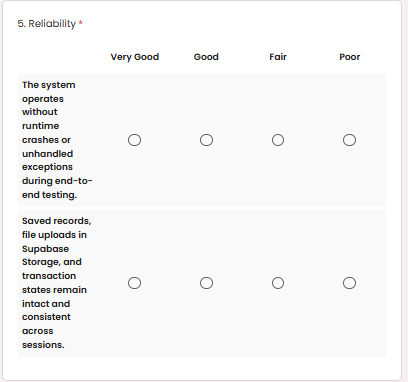 5. Reliability *
Very Good Good Fair Poor
The system
operates
without
runtime
crashes or
unhandled
exceptions
during end-to-
end testing.
Saved records,
file uploads in
Supabase
Storage, and
transaction
states remain
intact and
consistent
across
sessions.